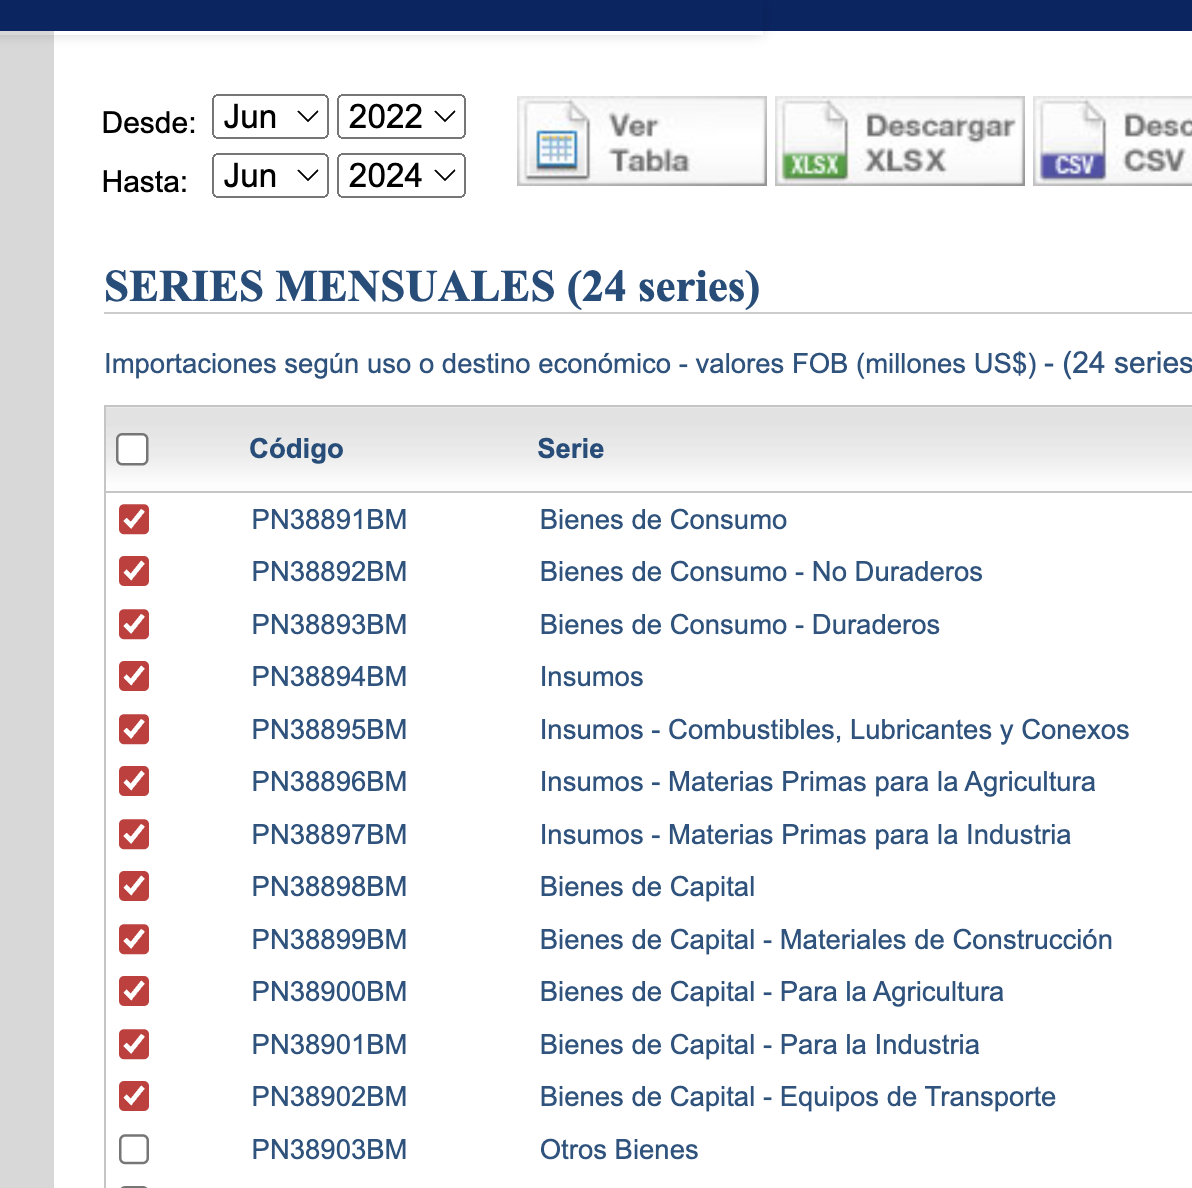 Desde: Jun 2022
Hasta: Jun 2024
Ver
Tabla
XLSX
Descargar
XLSX
CSV
Desc
CSV
SERIES MENSUALES (24 series)
Importaciones según uso o destino económico - valores FOB (millones US$) - (24 series
Código Serie
PN38891BM Bienes de Consumo
PN38892BM Bienes de Consumo - No Duraderos
PN38893BM Bienes de Consumo - Duraderos
PN38894BM Insumos
PN38895BM Insumos - Combustibles, Lubricantes y Conexos
PN38896BM Insumos - Materias Primas para la Agricultura
PN38897BM Insumos - Materias Primas para la Industria
PN38898BM Bienes de Capital
PN38899BM Bienes de Capital - Materiales de Construcción
PN38900BM Bienes de Capital - Para la Agricultura
PN38901BM Bienes de Capital - Para la Industria
PN38902BM Bienes de Capital - Equipos de Transporte
PN38903BM Otros Bienes